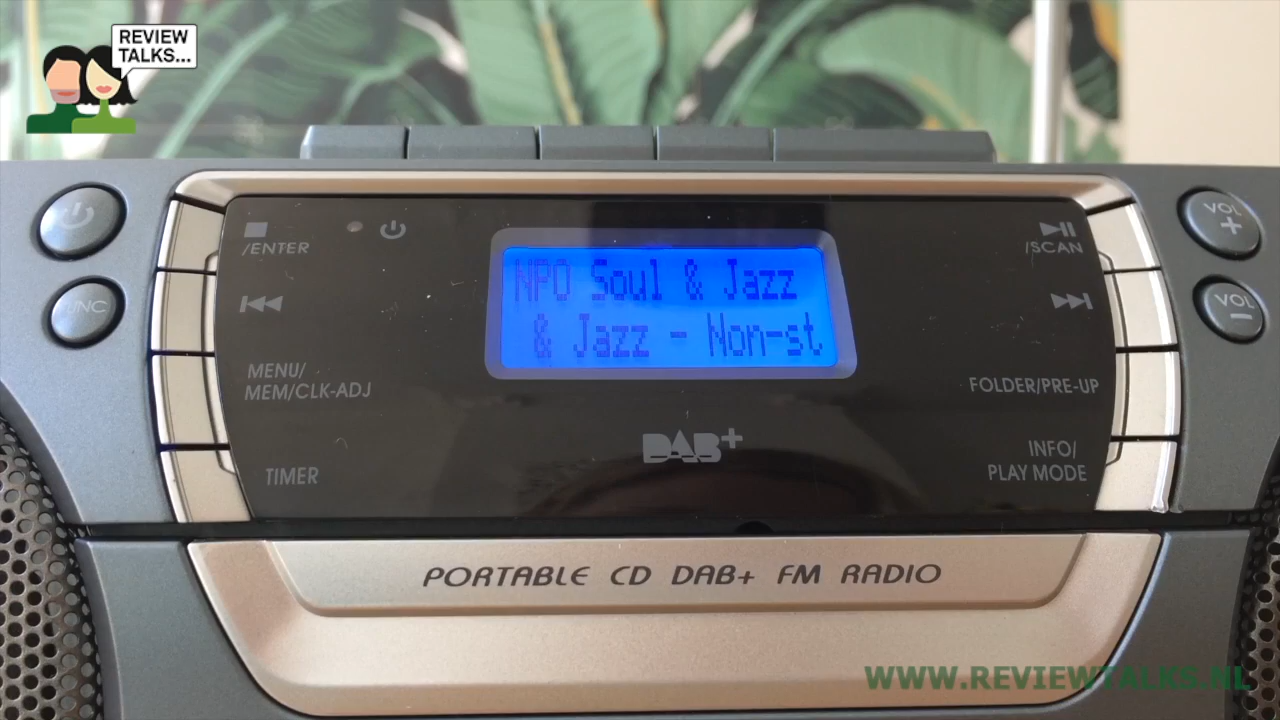 REVIEW
TALKS...
/ENTER
/SCAN
VOL
+
FUNC
VOL
-
NPO Soul & Jazz
& Jazz - Non-st
MENU/
MEM/CLK-ADJ
FOLDER/PRE-UP
DAB+
TIMER
INFO/
PLAY MODE
PORTABLE CD DAB+ FM RADIO
WWW.REVIEWTALKS.NL